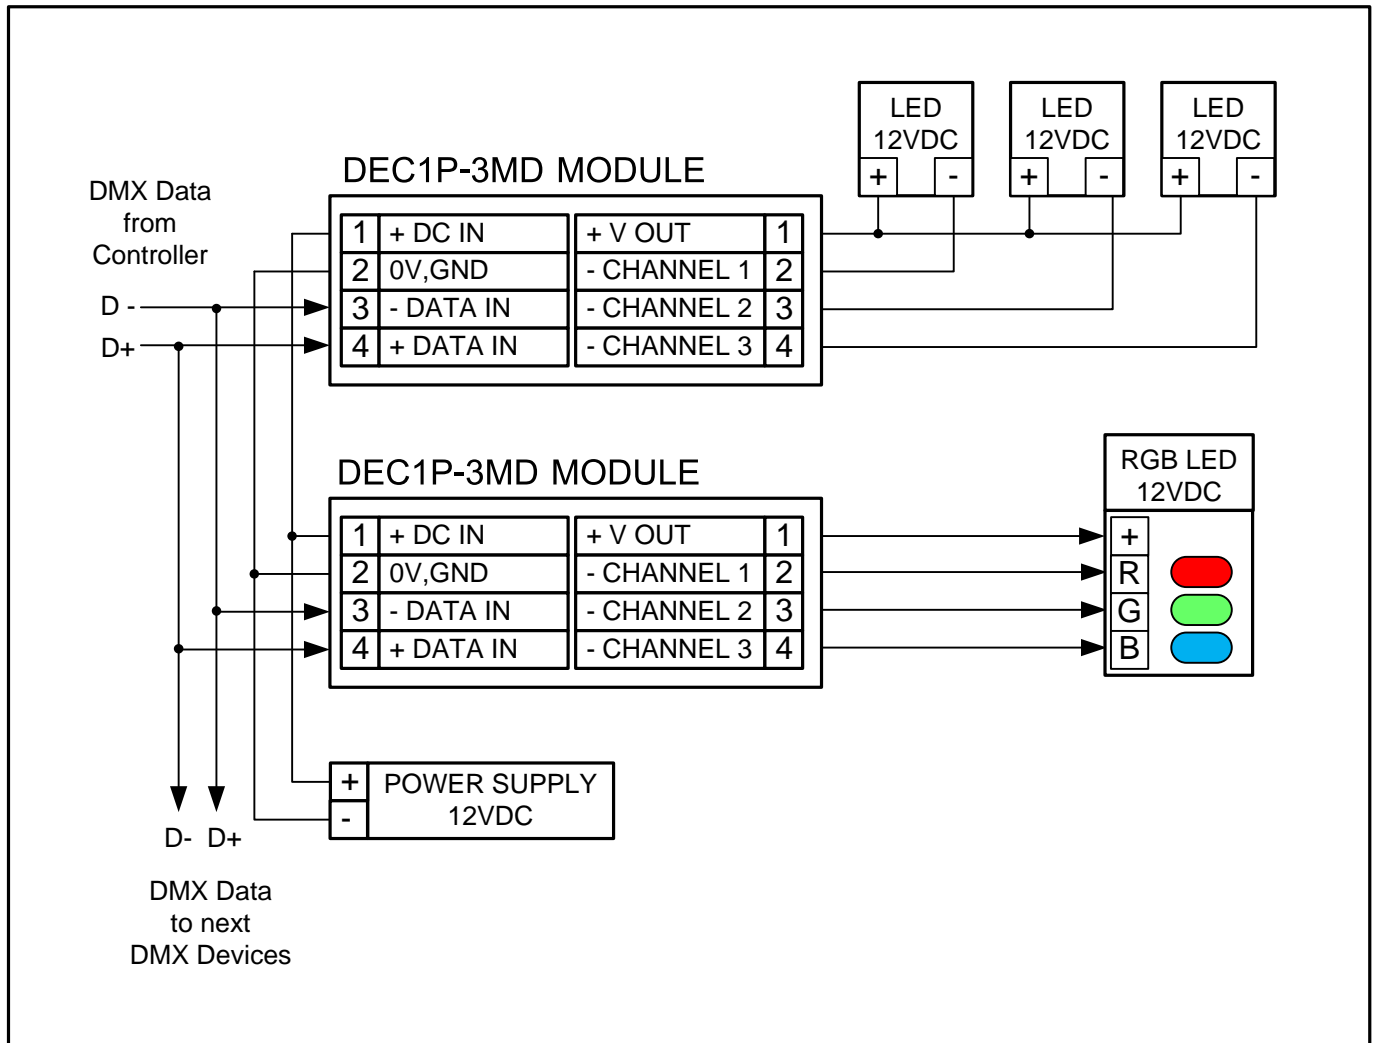 LED
12VDC
+ -
LED
12VDC
+ -
LED
12VDC
+ -
DEC1P-3MD MODULE
DMX Data
from
Controller
D -
D+
1 + DC IN + V OUT 1
2 0V,GND - CHANNEL 1 2
3 - DATA IN - CHANNEL 2 3
4 + DATA IN - CHANNEL 3 4
DEC1P-3MD MODULE
1 + DC IN + V OUT 1
2 0V,GND - CHANNEL 1 2
3 - DATA IN - CHANNEL 2 3
4 + DATA IN - CHANNEL 3 4
RGB LED
12VDC
+
R
G
B
+ POWER SUPPLY
- 12VDC
D- D+
DMX Data
to next
DMX Devices